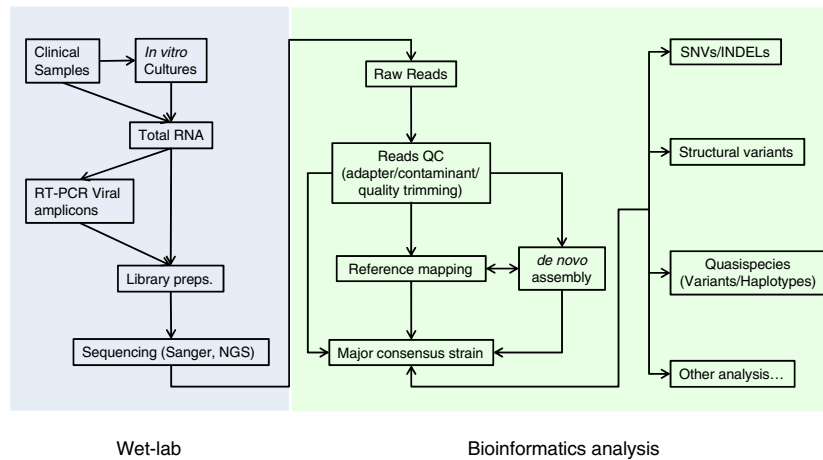 Clinical
Samples
In vitro
Cultures
Total RNA
RT-PCR Viral
amplicons
Library preps.
Sequencing (Sanger, NGS)
Raw Reads
Reads QC
(adapter/contaminant/
quality trimming)
Reference mapping
de novo
assembly
Major consensus strain
SNVs/INDELs
Structural variants
Quasispecies
(Variants/Haplotypes)
Other analysis…
Wet-lab
Bioinformatics analysis